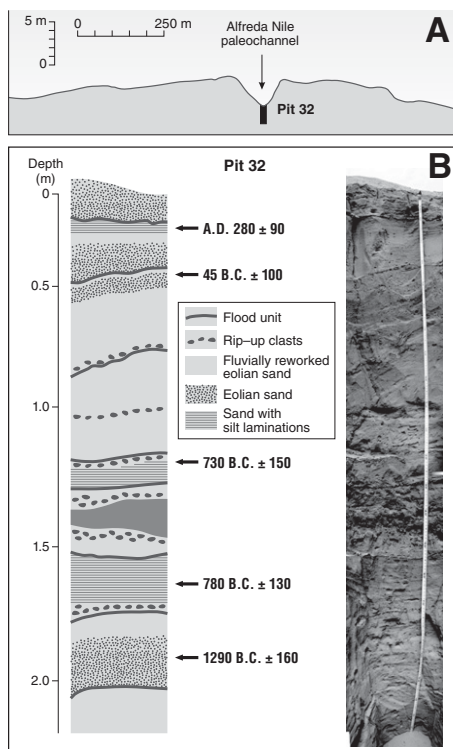 5 m
0
0 250 m
Alfreda Nile
paleochannel
A
Pit 32
Depth
(m)
Pit 32
B
0
A.D. 280 ± 90
45 B.C. ± 100
0.5
Flood unit
Rip–up clasts
Fluvially reworked
eolian sand
Eolian sand
Sand with
silt laminations
1.0
730 B.C. ± 150
1.5
780 B.C. ± 130
1290 B.C. ± 160
2.0